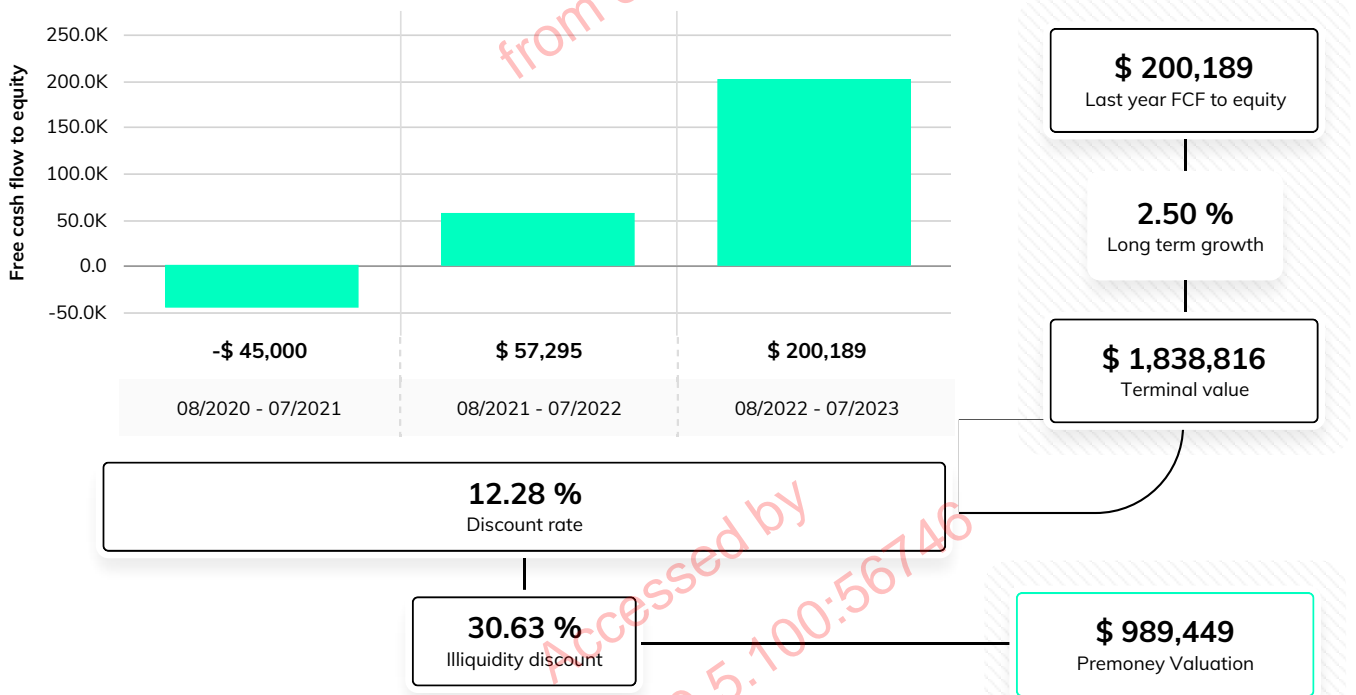 from
250.0K
200.0K
150.0K
100.0K
50.0K
0.0
-50.0K
Free cash flow to equity
-$ 45,000
$ 57,295
$ 200,189
08/2020 - 07/2021
08/2021 - 07/2022
08/2022 - 07/2023
$ 200,189
Last year FCF to equity
2.50 %
Long term growth
$ 1,838,816
Terminal value
12.28 %
Discount rate
30.63 %
Illiquidity discount
$ 989,449
Premoney Valuation
Accessed by
5.100:56746